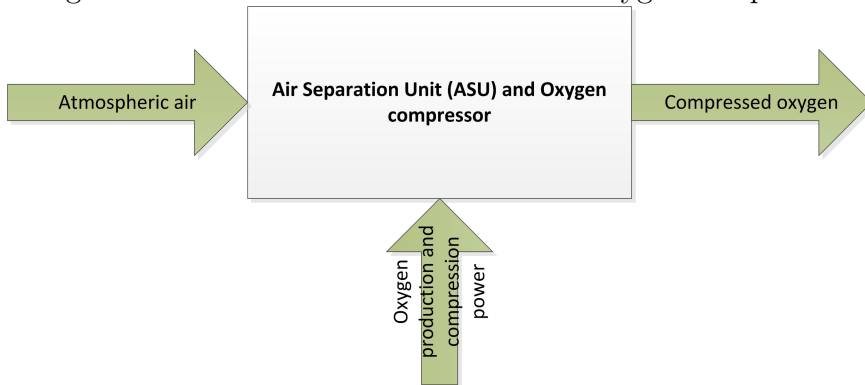 Atmospheric air
Air Separation Unit (ASU) and Oxygen
compressor
Compressed oxygen
Oxygen
production and
compression
power